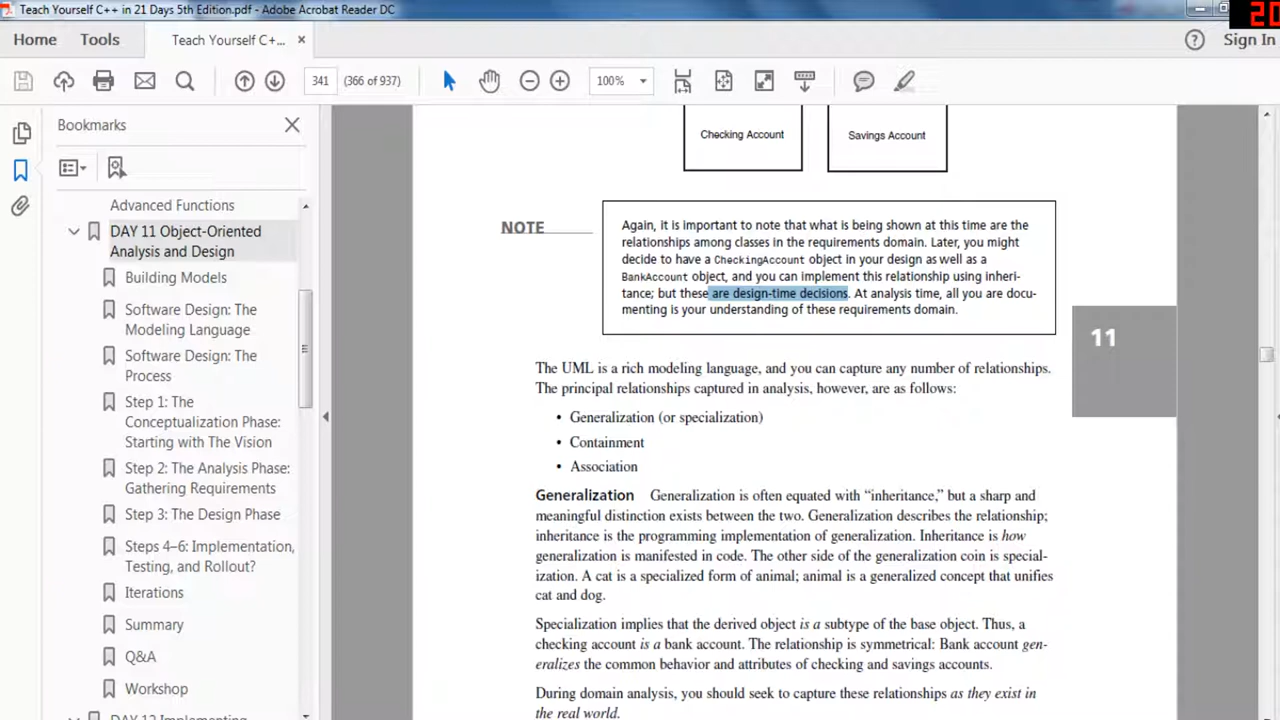 Teach Yourself C++ in 21 Days 5th Edition.pdf - Adobe Acrobat Reader DC
20
Home
Tools
Teach Yourself C+...
Sign In
341
(366 of 937)
100%
Bookmarks
Advanced Functions
DAY 11 Object-Oriented
Analysis and Design
Building Models
Software Design: The
Modeling Language
Software Design: The
Process
Step 1: The
Conceptualization Phase:
Starting with The Vision
Step 2: The Analysis Phase:
Gathering Requirements
Step 3: The Design Phase
Steps 4–6: Implementation,
Testing, and Rollout?
Iterations
Summary
Q&A
Workshop
DAY 12 Implementing
Checking Account
Savings Account
NOTE
Again, it is important to note that what is being shown at this time are the
relationships among classes in the requirements domain. Later, you might
decide to have a CheckingAccount object in your design as well as a
BankAccount object, and you can implement this relationship using inheri-
tance; but these are design-time decisions. At analysis time, all you are docu-
menting is your understanding of these requirements domain.
11
The UML is a rich modeling language, and you can capture any number of relationships.
The principal relationships captured in analysis, however, are as follows:
• Generalization (or specialization)
• Containment
• Association
Generalization Generalization is often equated with “inheritance,” but a sharp and
meaningful distinction exists between the two. Generalization describes the relationship;
inheritance is the programming implementation of generalization. Inheritance is how
generalization is manifested in code. The other side of the generalization coin is special-
ization. A cat is a specialized form of animal; animal is a generalized concept that unifies
cat and dog.
Specialization implies that the derived object is a subtype of the base object. Thus, a
checking account is a bank account. The relationship is symmetrical: Bank account gen-
eralizes the common behavior and attributes of checking and savings accounts.
During domain analysis, you should seek to capture these relationships as they exist in
the real world.